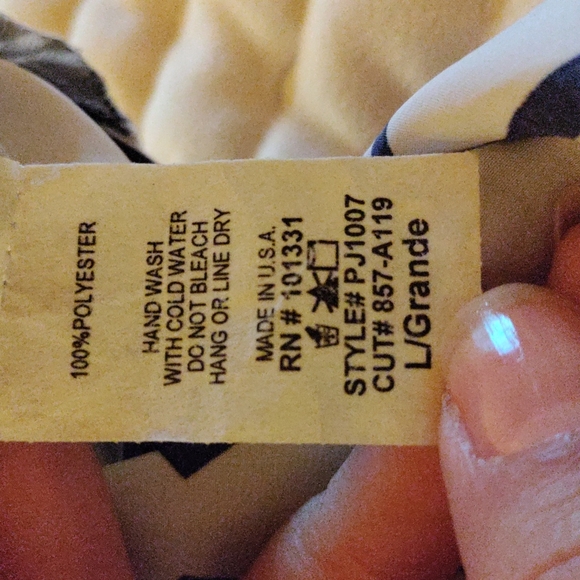 100%POLYESTER
HAND WASH
WITH COLD WATER
DO NOT BLEACH
HANG OR LINE DRY
MADE IN U.S.A.
RN # 101331
STYLE# PJ1007
CUT# 857-A119
L/Grande